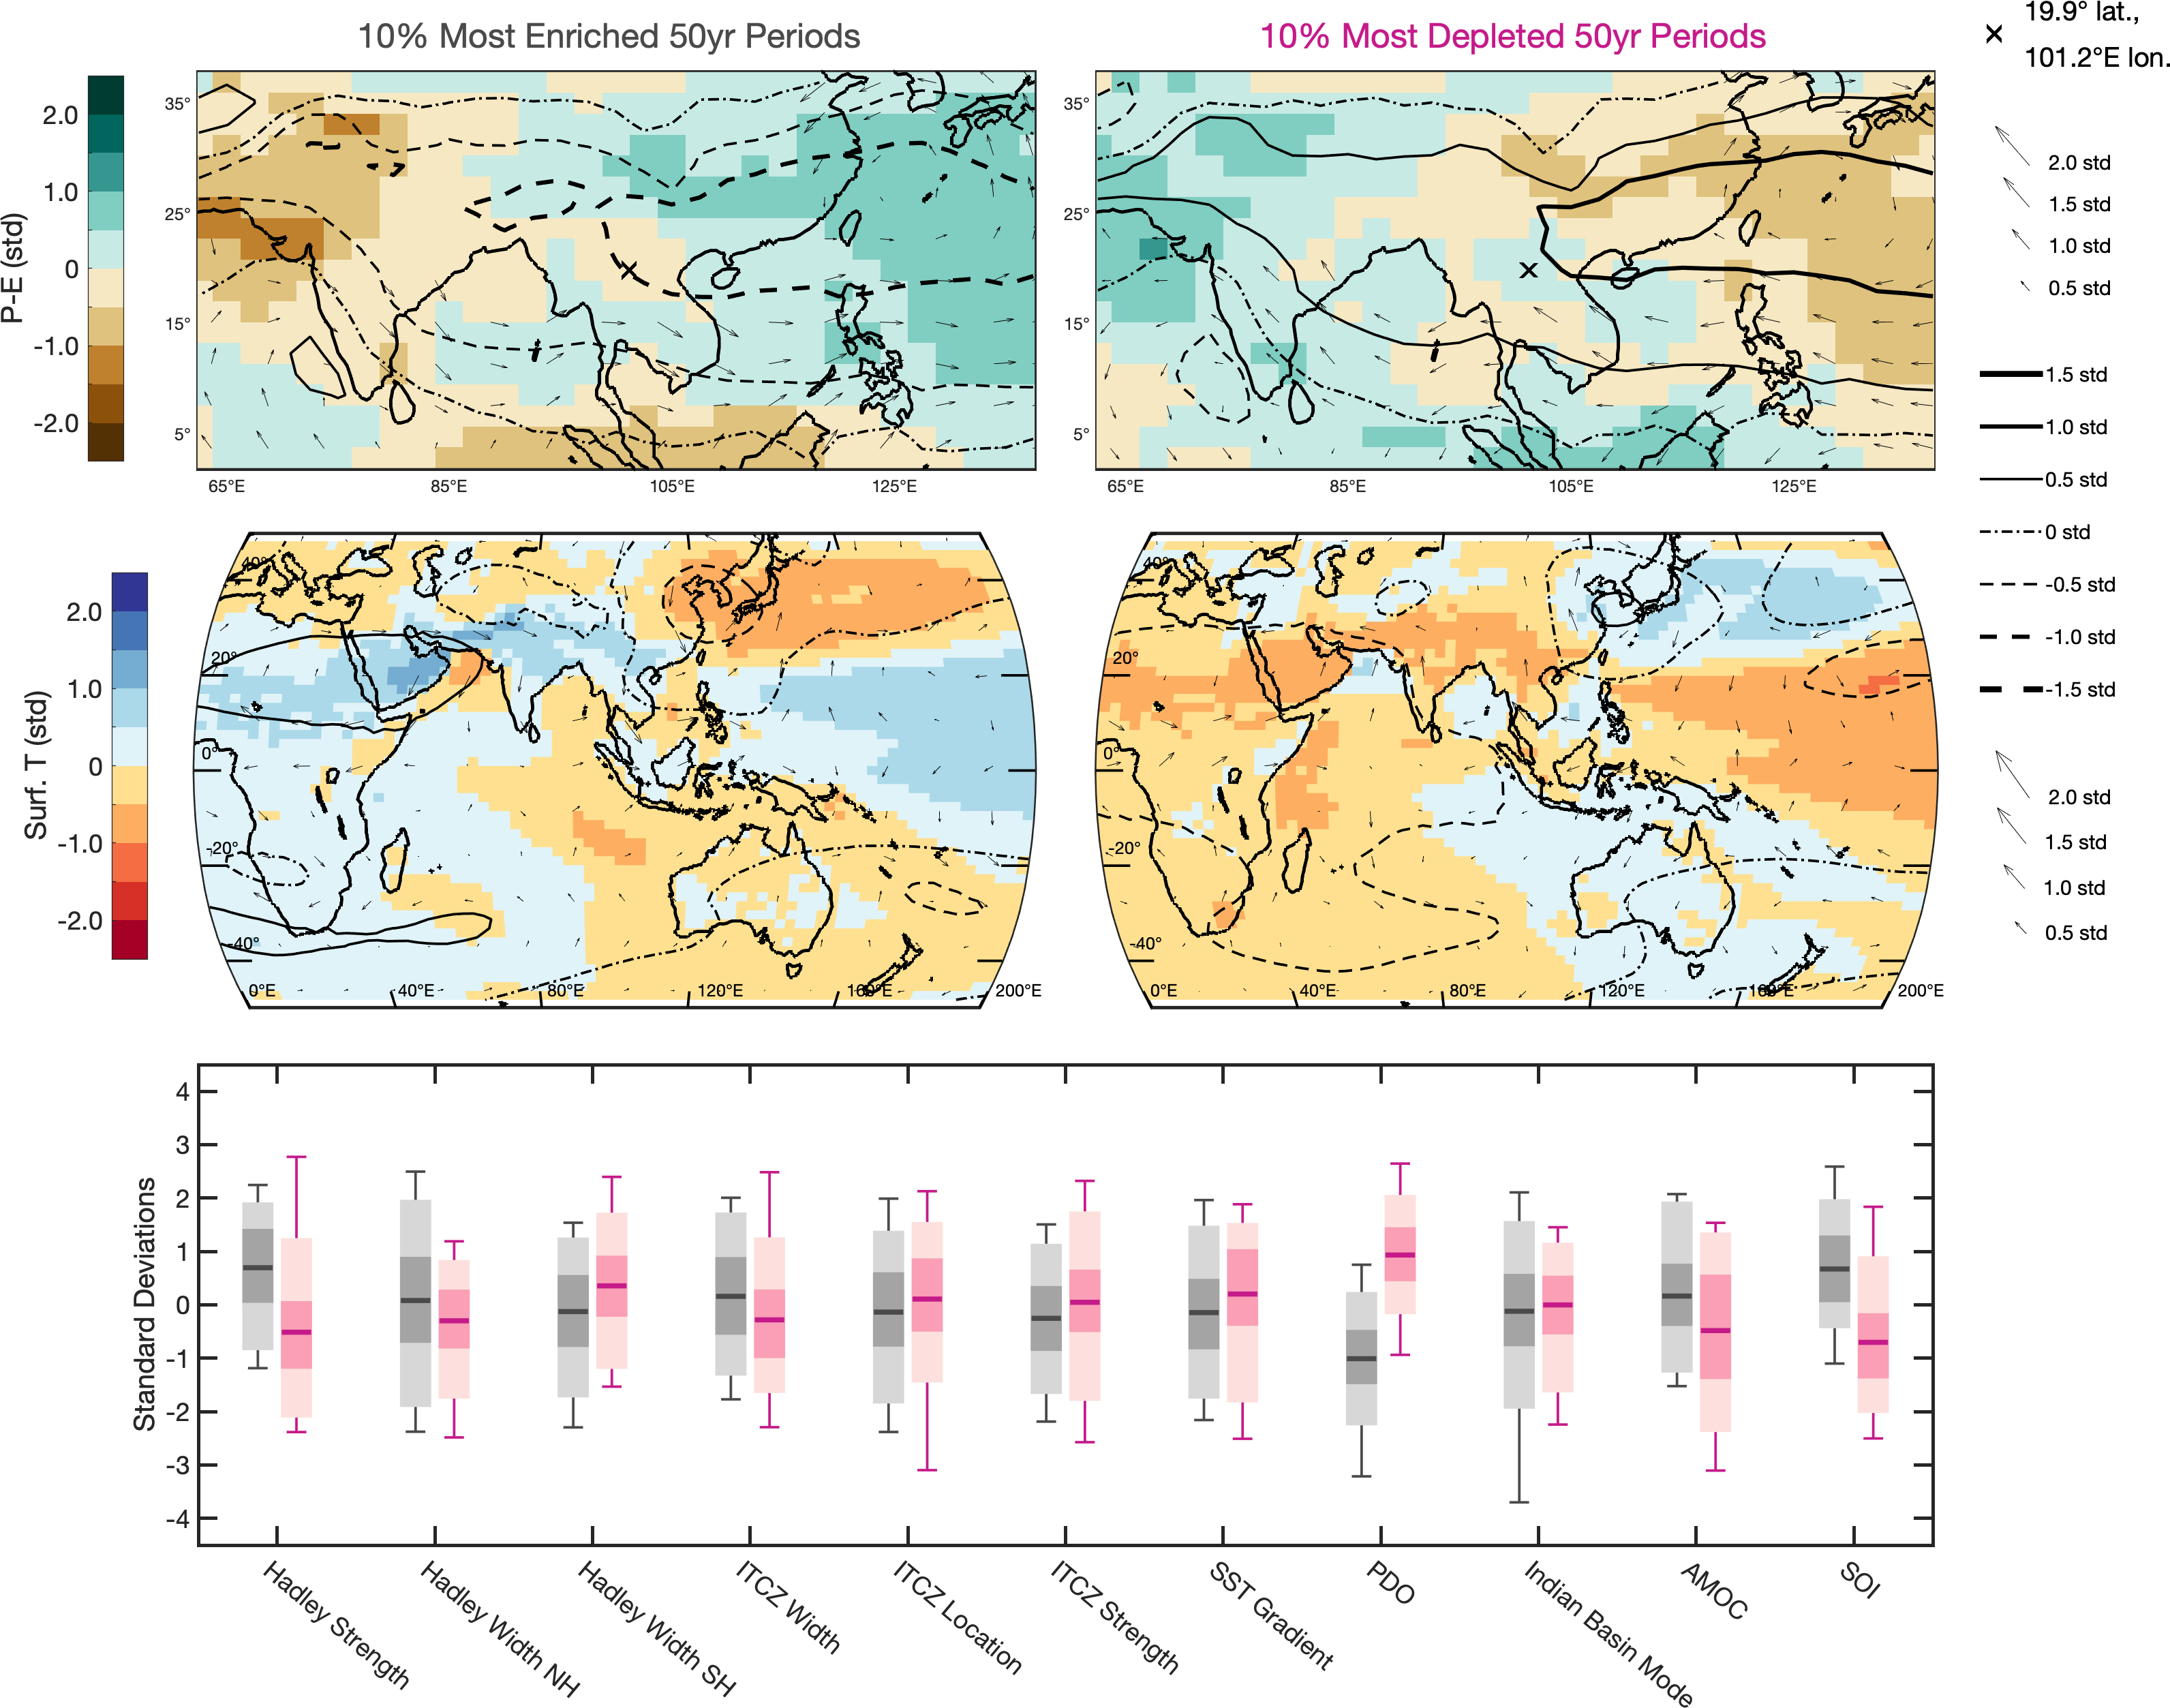 10% Most Enriched 50yr Periods
10% Most Depleted 50yr Periods
19.9° lat.,
101.2°E lon.
P-E (std)
2.0
1.0
0
-1.0
-2.0
35°
25°
15°
5°
65°E
85°E
105°E
125°E
35°
25°
15°
5°
65°E
85°E
105°E
125°E
2.0 std
1.5 std
1.0 std
0.5 std
1.5 std
1.0 std
0.5 std
0 std
-0.5 std
-1.0 std
-1.5 std
Surf. T (std)
2.0
1.0
0
-1.0
-2.0
40°
20°
0°
-20°
-40°
0°E
40°E
80°E
120°E
160°E
200°E
40°
20°
0°
-20°
-40°
0°E
40°E
80°E
120°E
160°E
200°E
2.0 std
1.5 std
1.0 std
0.5 std
Standard Deviations
4
3
2
1
0
-1
-2
-3
-4
Hadley Strength
Hadley Width NH
Hadley Width SH
ITCZ Width
ITCZ Location
ITCZ Strength
SST Gradient
PDO
Indian Basin Mode
AMOC
SOI